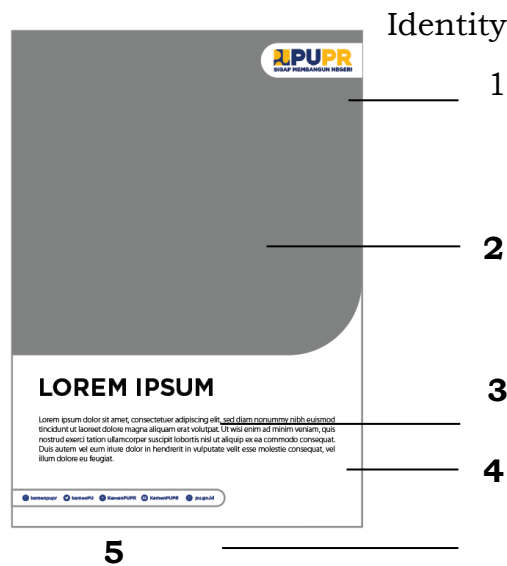 Identity
PUPR
SIGAP MEMBANGUN NEGERI
1
2
LOREM IPSUM
3
Lorem ipsum dolor sit amet, consectetuer adipiscing elit, sed diam nonummy nibh euismod
tincidunt ut laoreet dolore magna aliquam erat volutpat. Ut wisi enim ad minim veniam, quis
nostrud exerci tation ullamcorper suscipit lobortis nisl ut aliquip ex ea commodo consequat.
Duis autem vel eum iriure dolor in hendrerit in vulputate velit esse molestie consequat, vel
illum dolore eu feugiat.
4
kemenpupr kemenPU KemenPUPR KemenPUPR pu.go.id
5